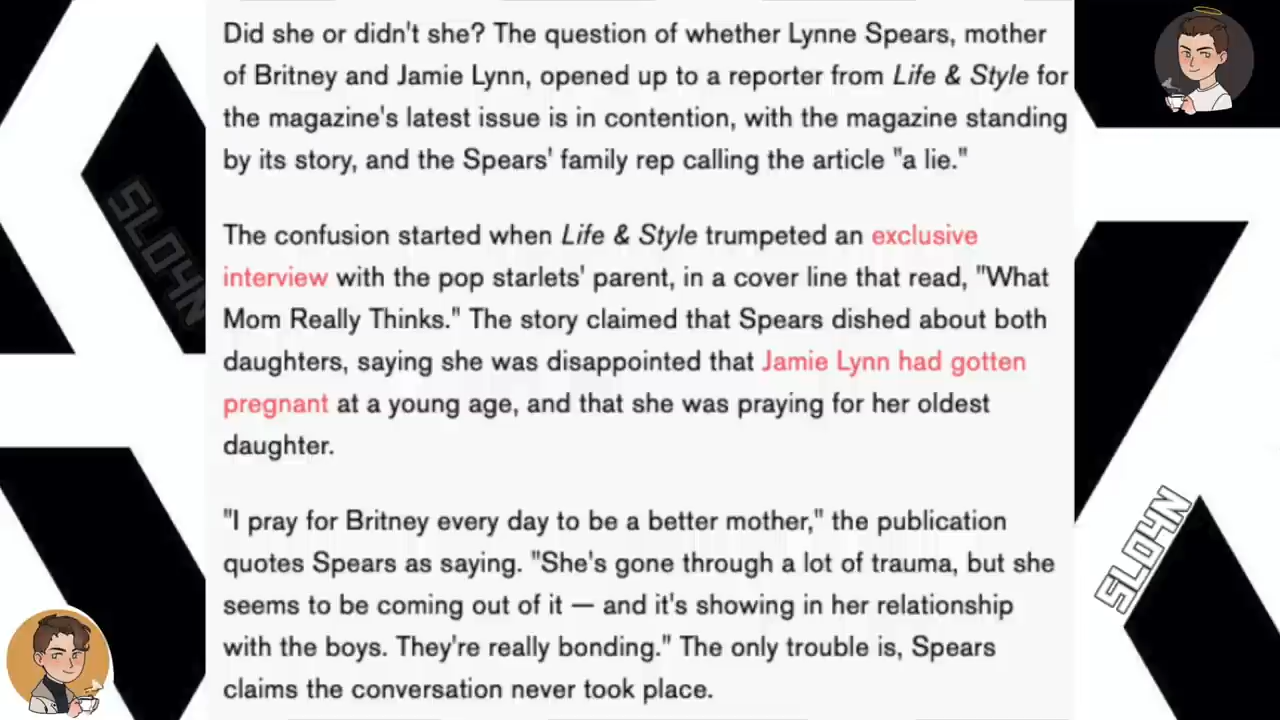 Did she or didn't she? The question of whether Lynne Spears, mother
of Britney and Jamie Lynn, opened up to a reporter from Life & Style for
the magazine's latest issue is in contention, with the magazine standing
by its story, and the Spears' family rep calling the article "a lie."
The confusion started when Life & Style trumpeted an exclusive
interview with the pop starlets' parent, in a cover line that read, "What
Mom Really Thinks." The story claimed that Spears dished about both
daughters, saying she was disappointed that Jamie Lynn had gotten
pregnant at a young age, and that she was praying for her oldest
daughter.
"I pray for Britney every day to be a better mother," the publication
quotes Spears as saying. "She's gone through a lot of trauma, but she
seems to be coming out of it — and it's showing in her relationship
with the boys. They're really bonding." The only trouble is, Spears
claims the conversation never took place.
SLO4N
SLO4N